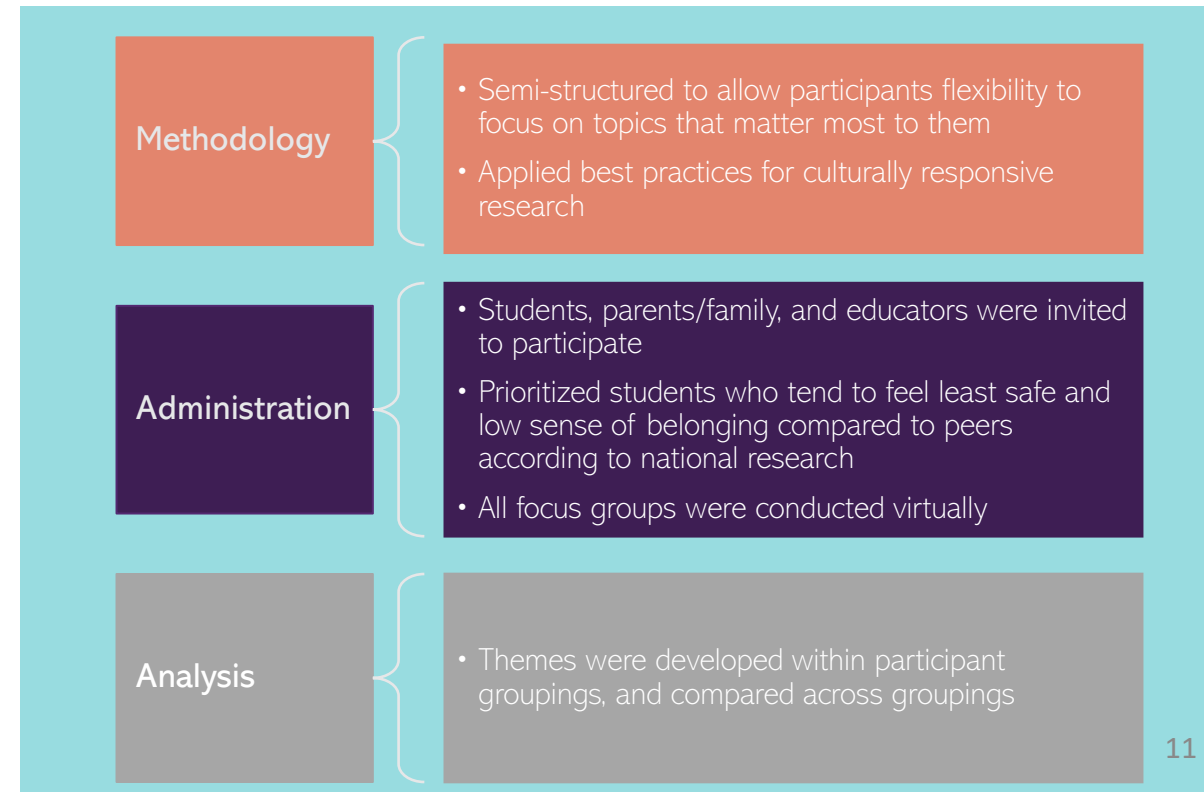 Methodology
• Semi-structured to allow participants flexibility to
focus on topics that matter most to them
• Applied best practices for culturally responsive
research
Administration
• Students, parents/family, and educators were invited
to participate
• Prioritized students who tend to feel least safe and
low sense of belonging compared to peers
according to national research
• All focus groups were conducted virtually
Analysis
• Themes were developed within participant
groupings, and compared across groupings
11